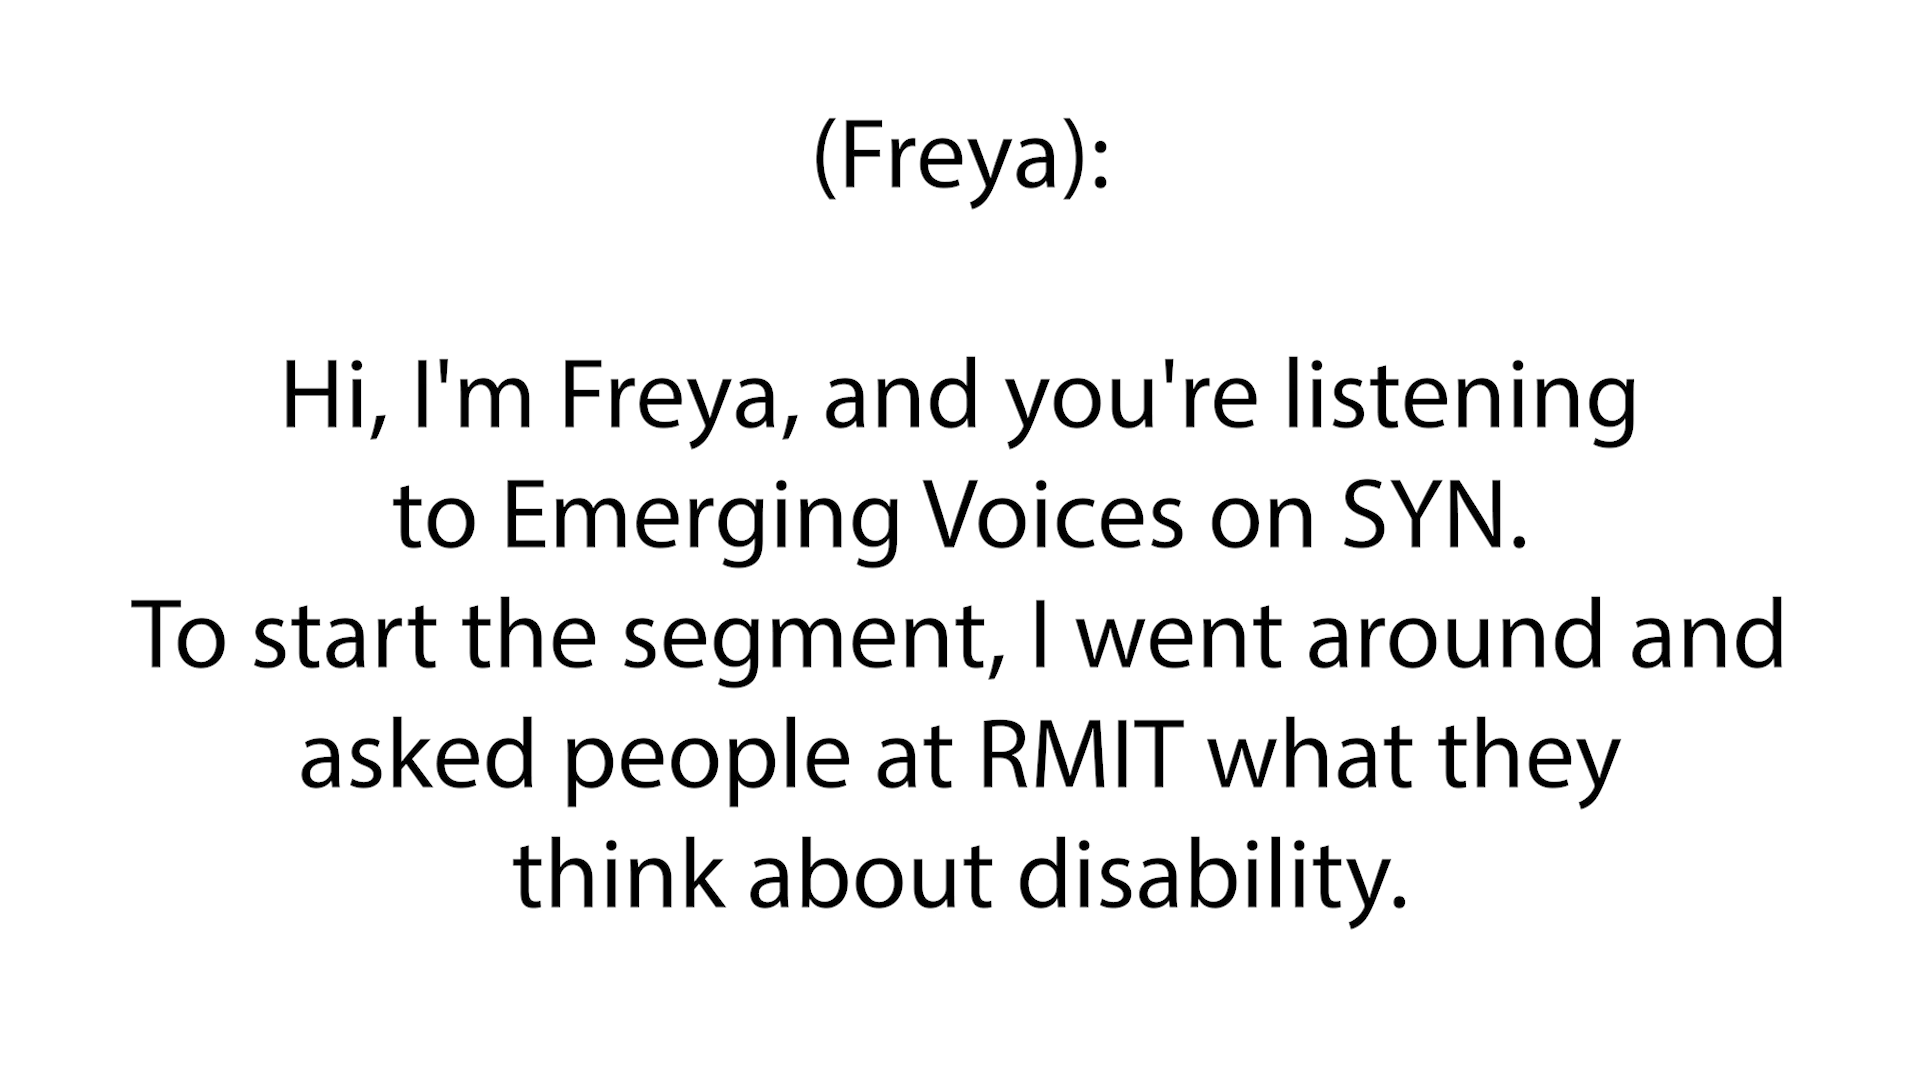 (Freya):
Hi, I'm Freya, and you're listening
to Emerging Voices on SYN.
To start the segment, I went around and
asked people at RMIT what they
think about disability.